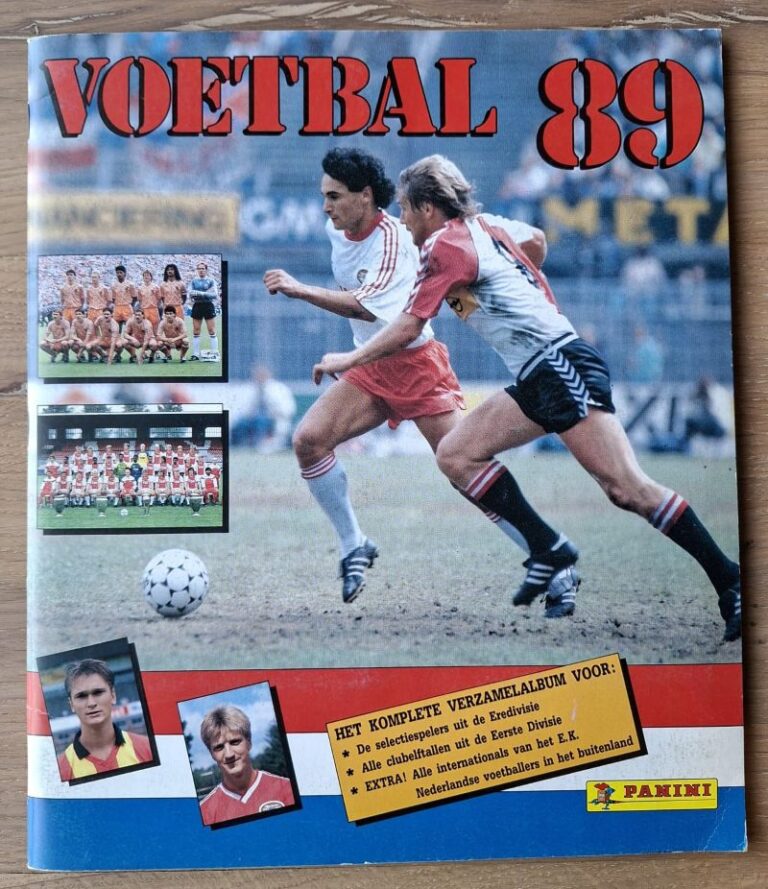 VOETBAL 89
META
HET KOMPLETE VERZAMELALBUM VOOR:
★ De selectiespelers uit de Eredivisie
★ Alle clubelftallen uit de Eerste Divisie
★ EXTRA! Alle internationals van het E.K.
Nederlandse voetballers in het buitenland
PANINI